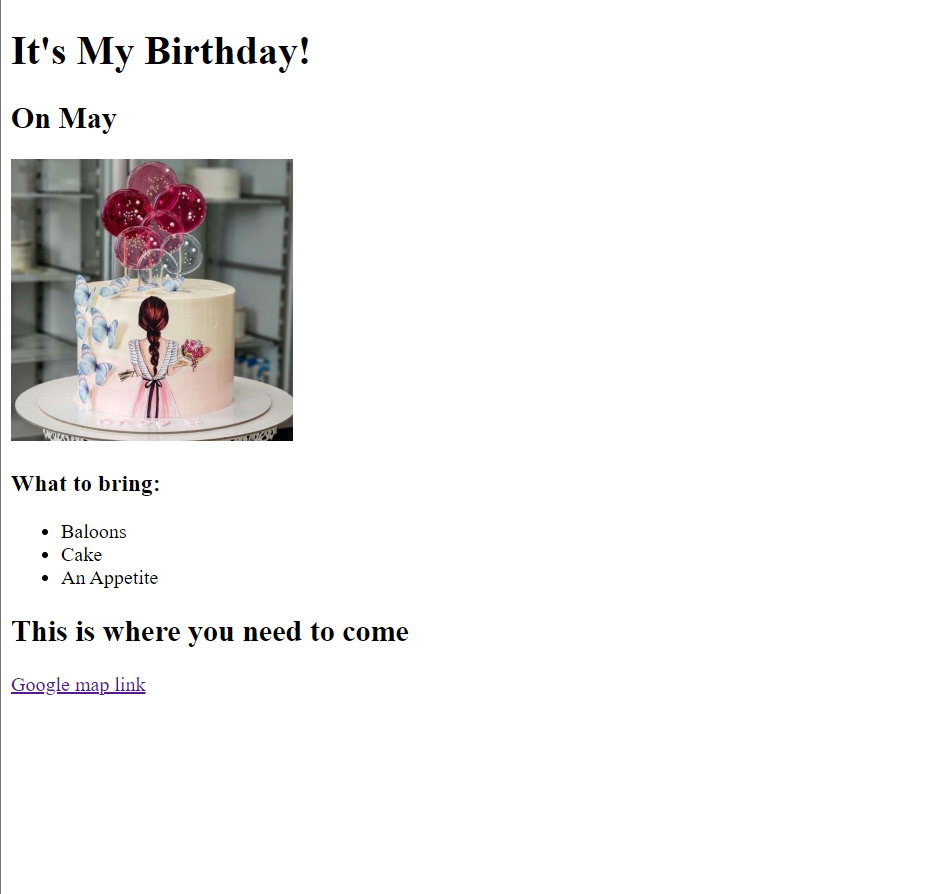 It's My Birthday!
On May
What to bring:
Baloons
Cake
An Appetite
This is where you need to come
Google map link